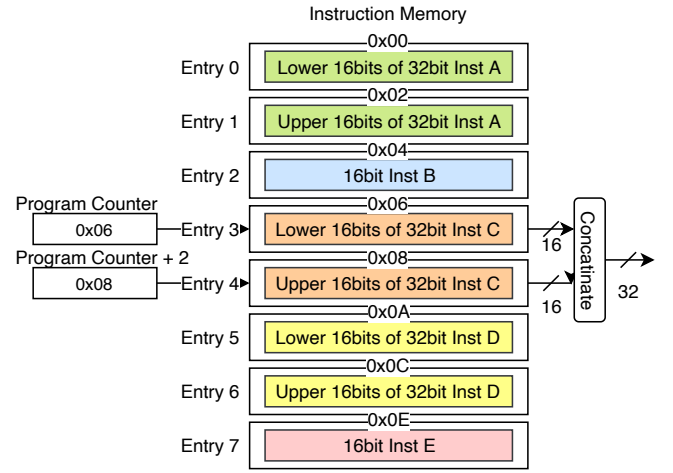 Instruction Memory
0x00
Entry 0
Lower 16bits of 32bit Inst A
0x02
Entry 1
Upper 16bits of 32bit Inst A
0x04
Entry 2
16bit Inst B
Program Counter
0x06
0x06
Entry 3
Lower 16bits of 32bit Inst C
16
Program Counter + 2
0x08
0x08
Entry 4
Upper 16bits of 32bit Inst C
16
Concatinate
32
0x0A
Entry 5
Lower 16bits of 32bit Inst D
0x0C
Entry 6
Upper 16bits of 32bit Inst D
0x0E
Entry 7
16bit Inst E